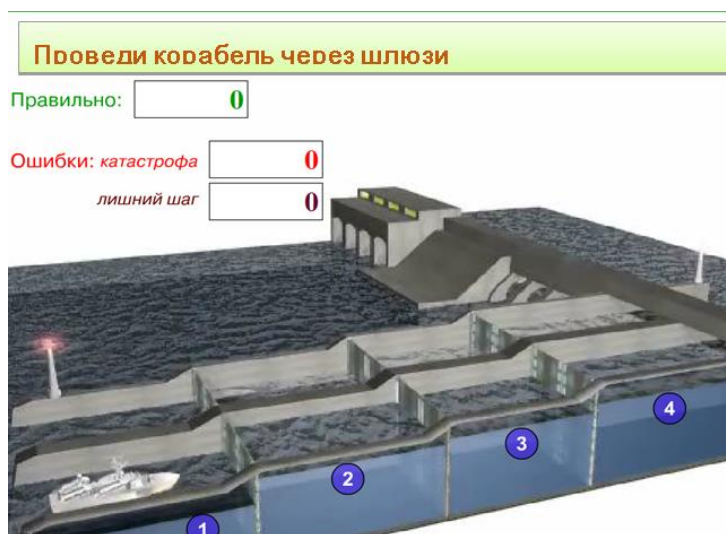 Проведи корабель через шлюзи
Правильно: 0
Ошибки: катастрофа 0
лишний шаг 0
4
3
2
1